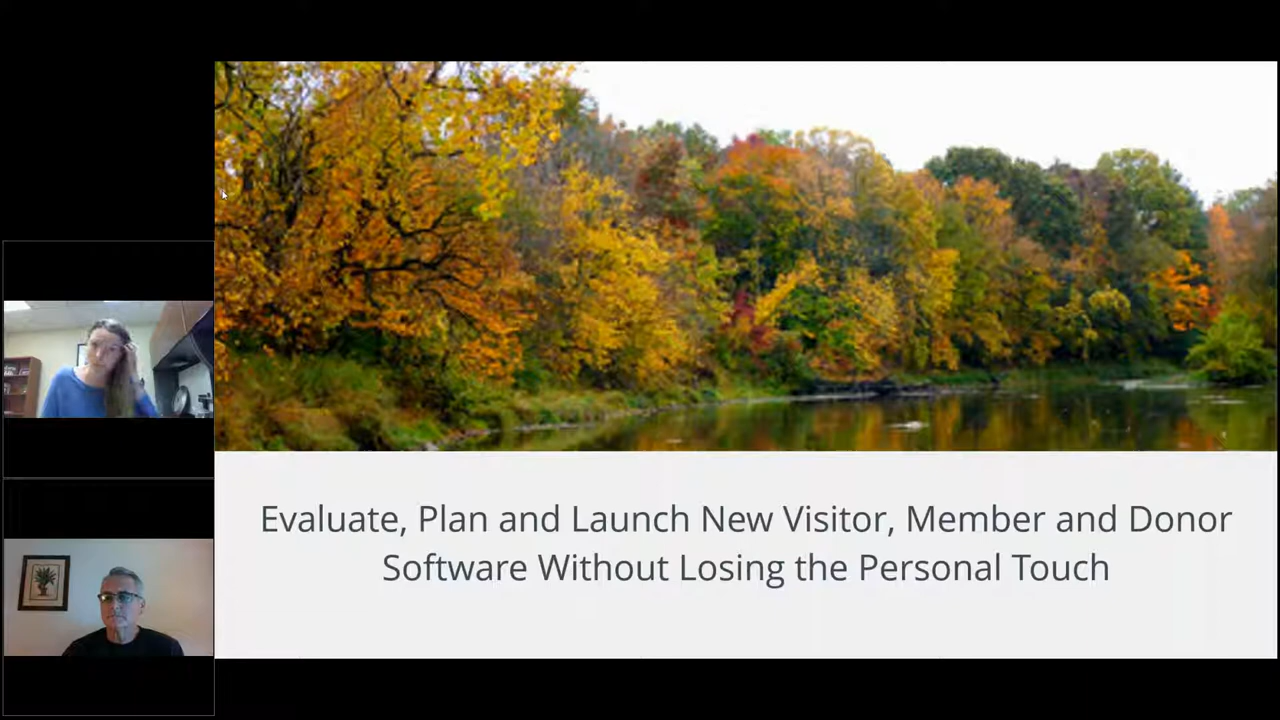 Evaluate, Plan and Launch New Visitor, Member and Donor
Software Without Losing the Personal Touch